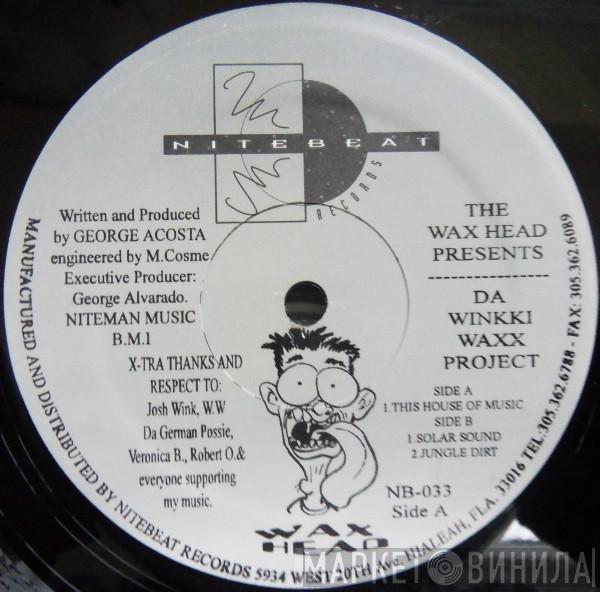 NITEBEAT
RECORDS
Written and Produced
by GEORGE ACOSTA
engineered by M.Cosme
Executive Producer:
George Alvarado.
NITEMAN MUSIC
B.M.I
X-TRA THANKS AND
RESPECT TO:
Josh Wink, W.W
Da German Possie,
Veronica B., Robert O.&
everyone supporting
my music.
THE
WAX HEAD
PRESENTS
DA
WINKKI
WAXX
PROJECT
SIDE A
1.THIS HOUSE OF MUSIC
SIDE B
1.SOLAR SOUND
2.JUNGLE DIRT
NB-033
Side A
WAX
HEAD
MANUFACTURED AND DISTRIBUTED BY NITEBEAT RECORDS 5934 WEST 20TH Ave. HIALEAH, FLA. 33016 TEL:305.362.6788 - FAX: 305.362.6089
МАРКЕТ ВИНИЛА